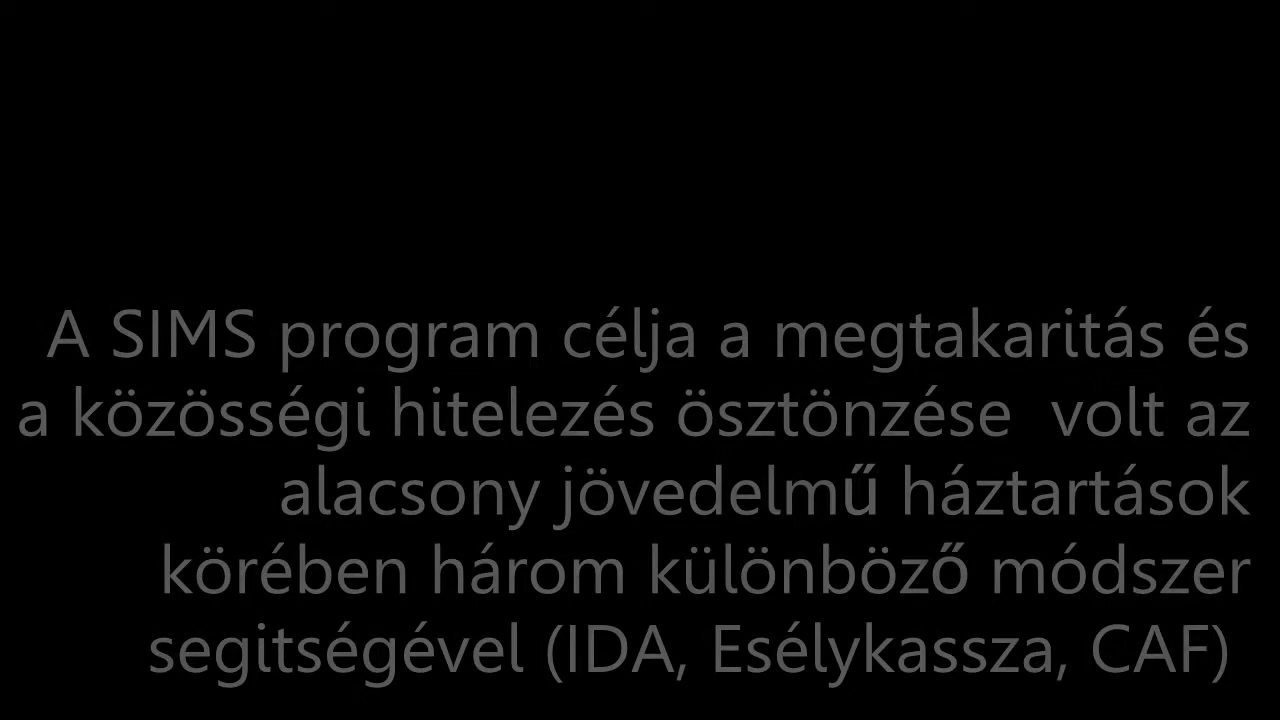 A SIMS program célja a megtakaritás és
a közösségi hitelezés ösztönzése volt az
alacsony jövedelmű háztartások
körében három különböző módszer
segitségével (IDA, Esélykassza, CAF)